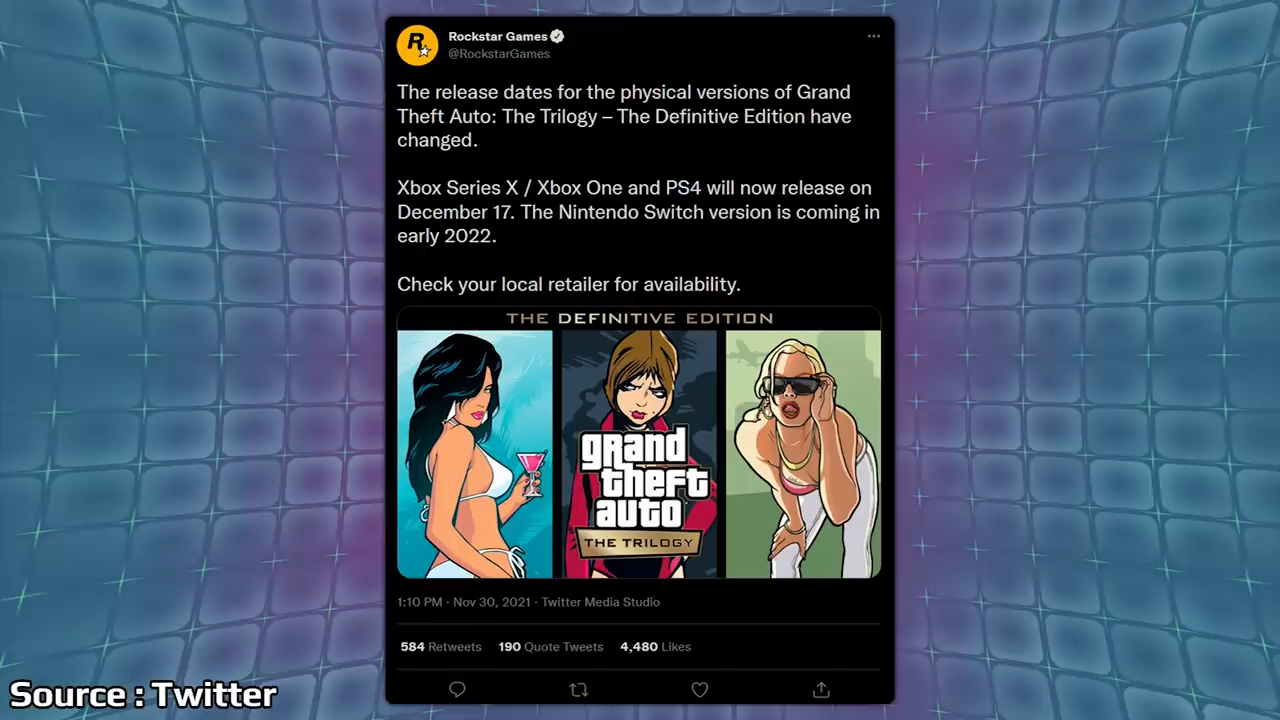 Rockstar Games
@RockstarGames
The release dates for the physical versions of Grand
Theft Auto: The Trilogy – The Definitive Edition have
changed.
Xbox Series X / Xbox One and PS4 will now release on
December 17. The Nintendo Switch version is coming in
early 2022.
Check your local retailer for availability.
THE DEFINITIVE EDITION
grand
theft
auto
THE TRILOGY
1:10 PM · Nov 30, 2021 · Twitter Media Studio
584 Retweets 190 Quote Tweets 4,480 Likes
Source : Twitter